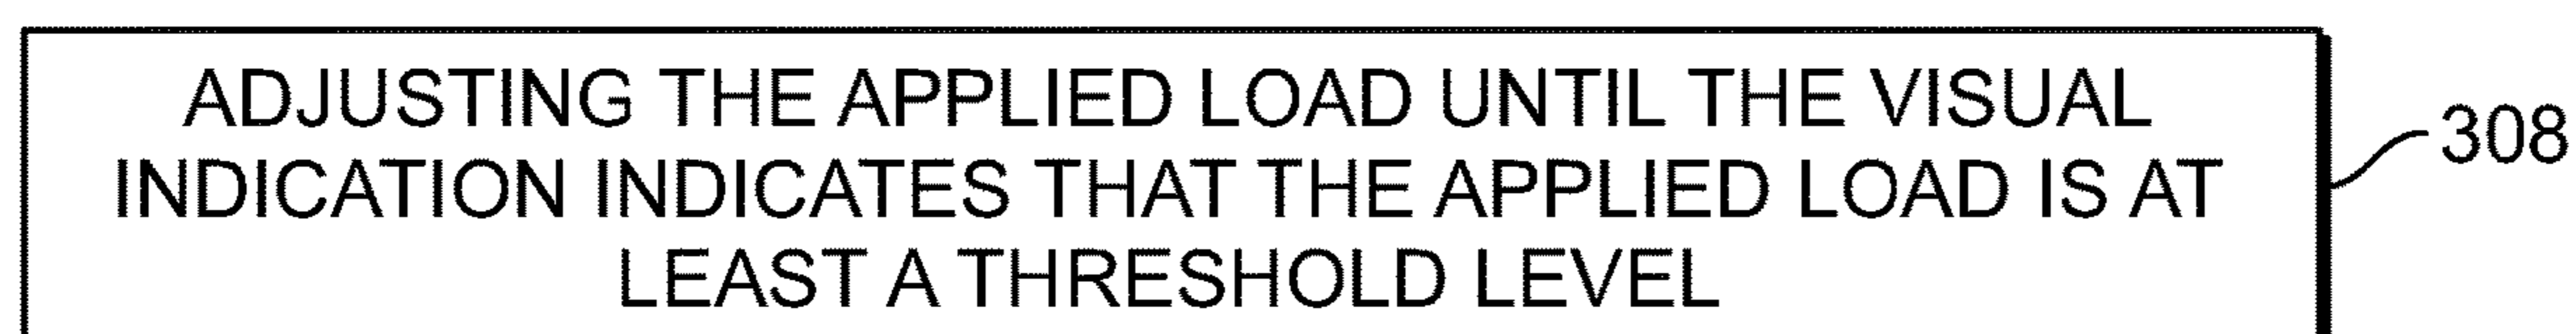 ADJUSTING THE APPLIED LOAD UNTIL THE VISUAL
INDICATION INDICATES THAT THE APPLIED LOAD IS AT
LEAST A THRESHOLD LEVEL
308